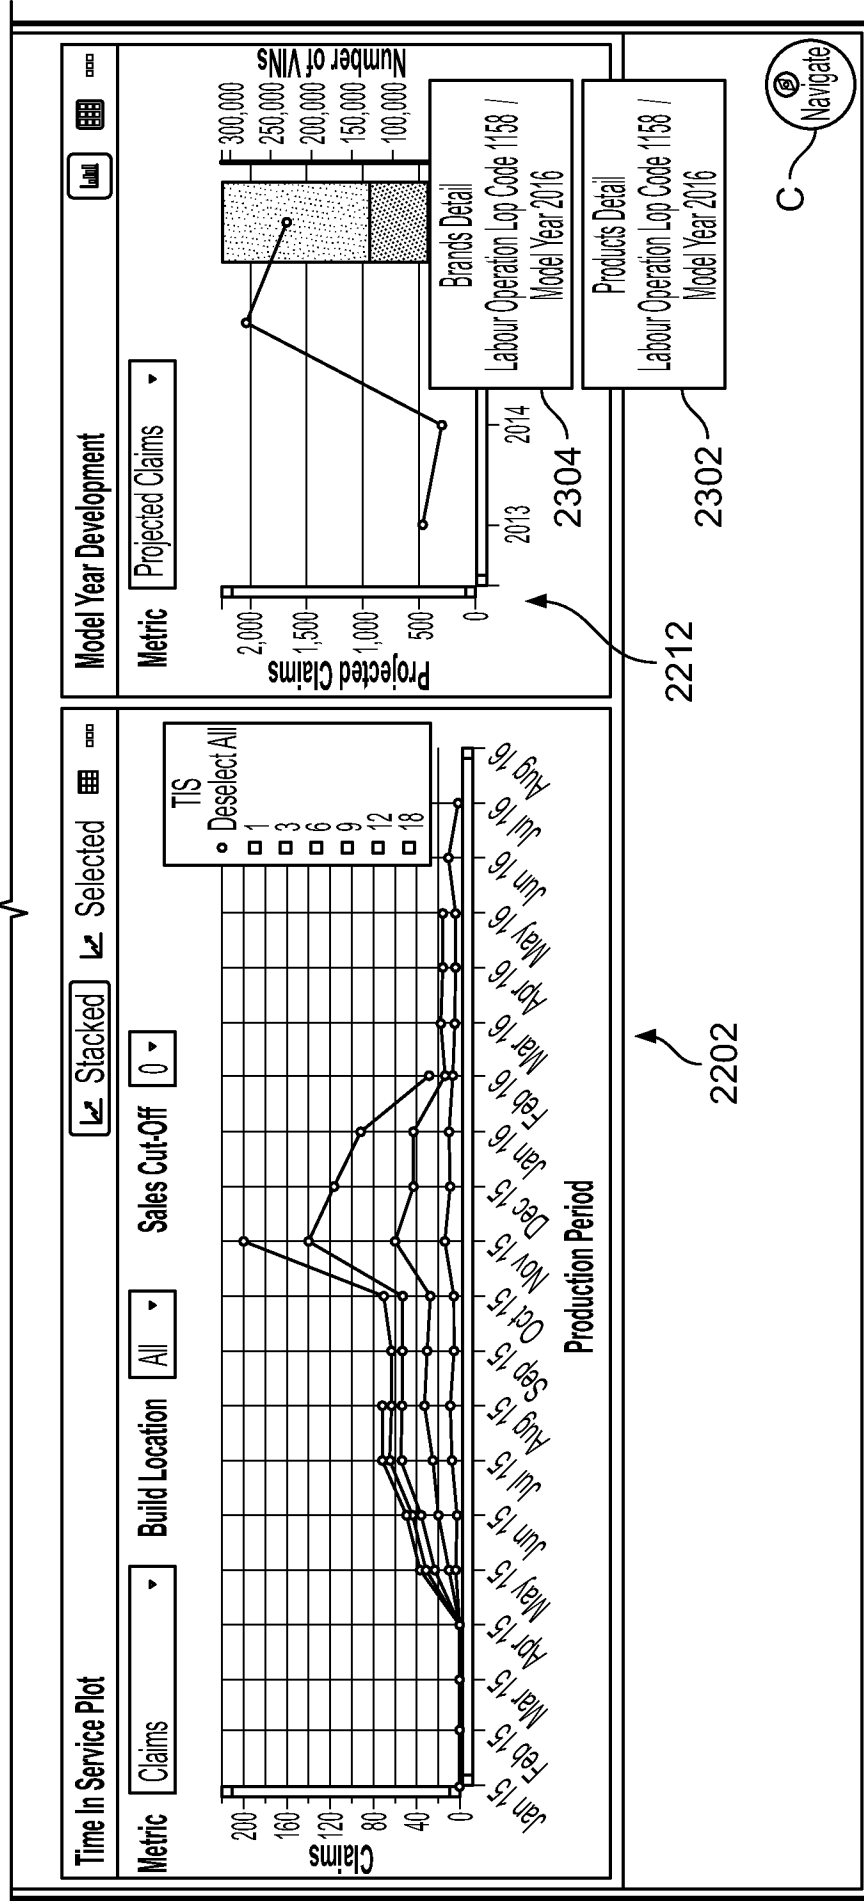 Time In Service Plot
Stacked
Selected
Metric
Claims
Build Location
All
Sales Cut-Off
0
Claims
200
160
120
80
40
0
TIS
Deselect All
1
3
6
9
12
18
Jan 15
Feb 15
Mar 15
Apr 15
May 15
Jun 15
Jul 15
Aug 15
Sep 15
Oct 15
Nov 15
Dec 15
Jan 16
Feb 16
Mar 16
Apr 16
May 16
Jun 16
Jul 16
Aug 16
Production Period
2202
Model Year Development
Metric
Projected Claims
Projected Claims
2,000
1,500
1,000
500
0
2013
2014
300,000
250,000
200,000
150,000
100,000
Number of VINs
Brands Detail
Labour Operation Lop Code 1158 /
Model Year 2016
Products Detail
Labour Operation Lop Code 1158 /
Model Year 2016
2304
2302
2212
C
Navigate